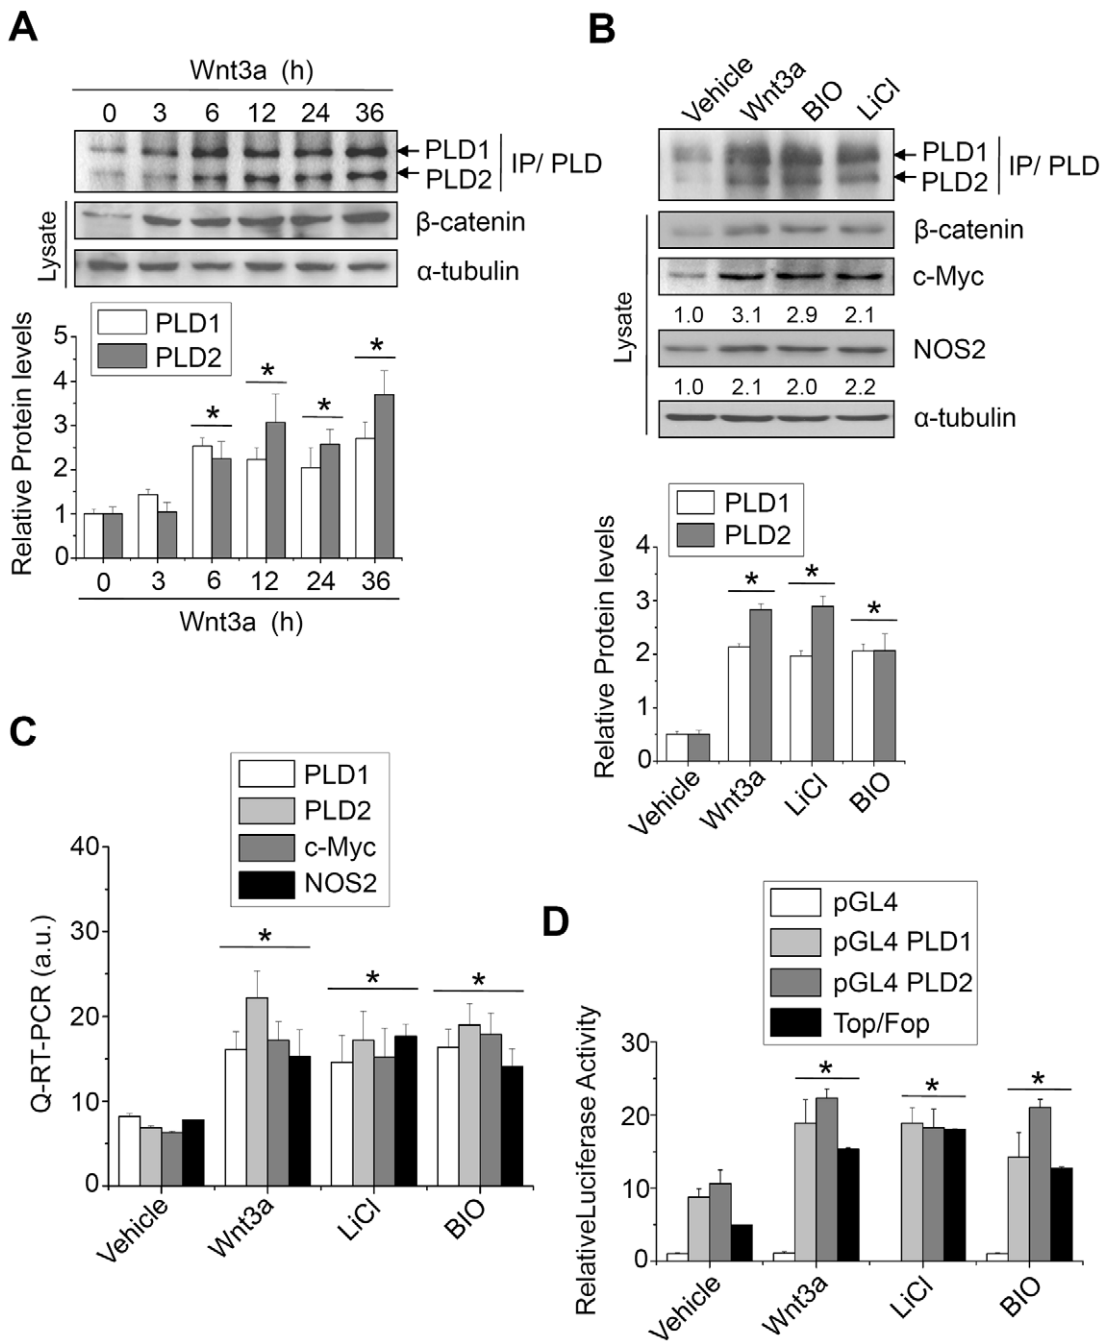 A
Wnt3a (h)
0 3 6 12 24 36
PLD1
PLD2
IP/ PLD
Lysate
β-catenin
α-tubulin
PLD1
PLD2
Relative Protein levels
5
4
3
2
1
0
0 3 6 12 24 36
* * * *
Wnt3a (h)
B
Vehicle Wnt3a BIO LiCl
PLD1
PLD2
IP/ PLD
Lysate
β-catenin
c-Myc
1.0 3.1 2.9 2.1
NOS2
1.0 2.1 2.0 2.2
α-tubulin
PLD1
PLD2
Relative Protein levels
4
3
2
1
0
* * *
Vehicle Wnt3a LiCl BIO
C
PLD1
PLD2
c-Myc
NOS2
Q-RT-PCR (a.u.)
40
30
20
10
0
* * *
Vehicle Wnt3a LiCl BIO
D
pGL4
pGL4 PLD1
pGL4 PLD2
Top/Fop
RelativeLuciferase Activity
30
20
10
0
* * *
Vehicle Wnt3a LiCl BIO